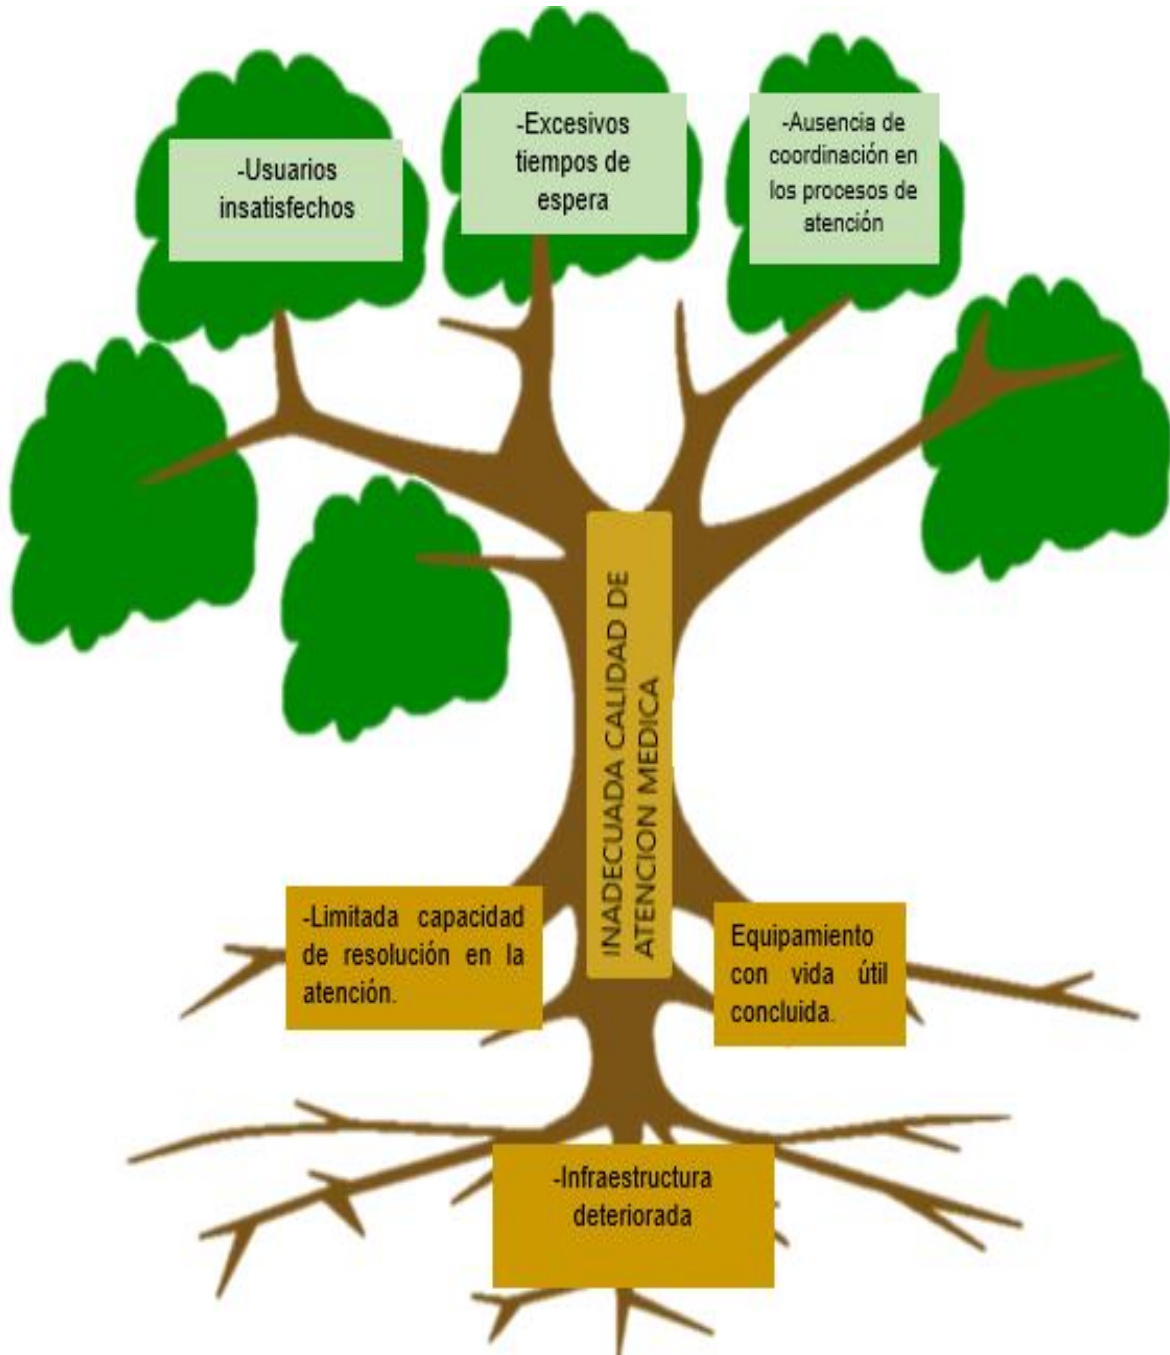 -Usuarios
insatisfechos
-Excesivos
tiempos de
espera
-Ausencia de
coordinación en
los procesos de
atención
INADECUADA CALIDAD DE
ATENCION MEDICA
-Limitada capacidad
de resolución en la
atención.
Equipamiento
con vida útil
concluida.
-Infraestructura
deteriorada